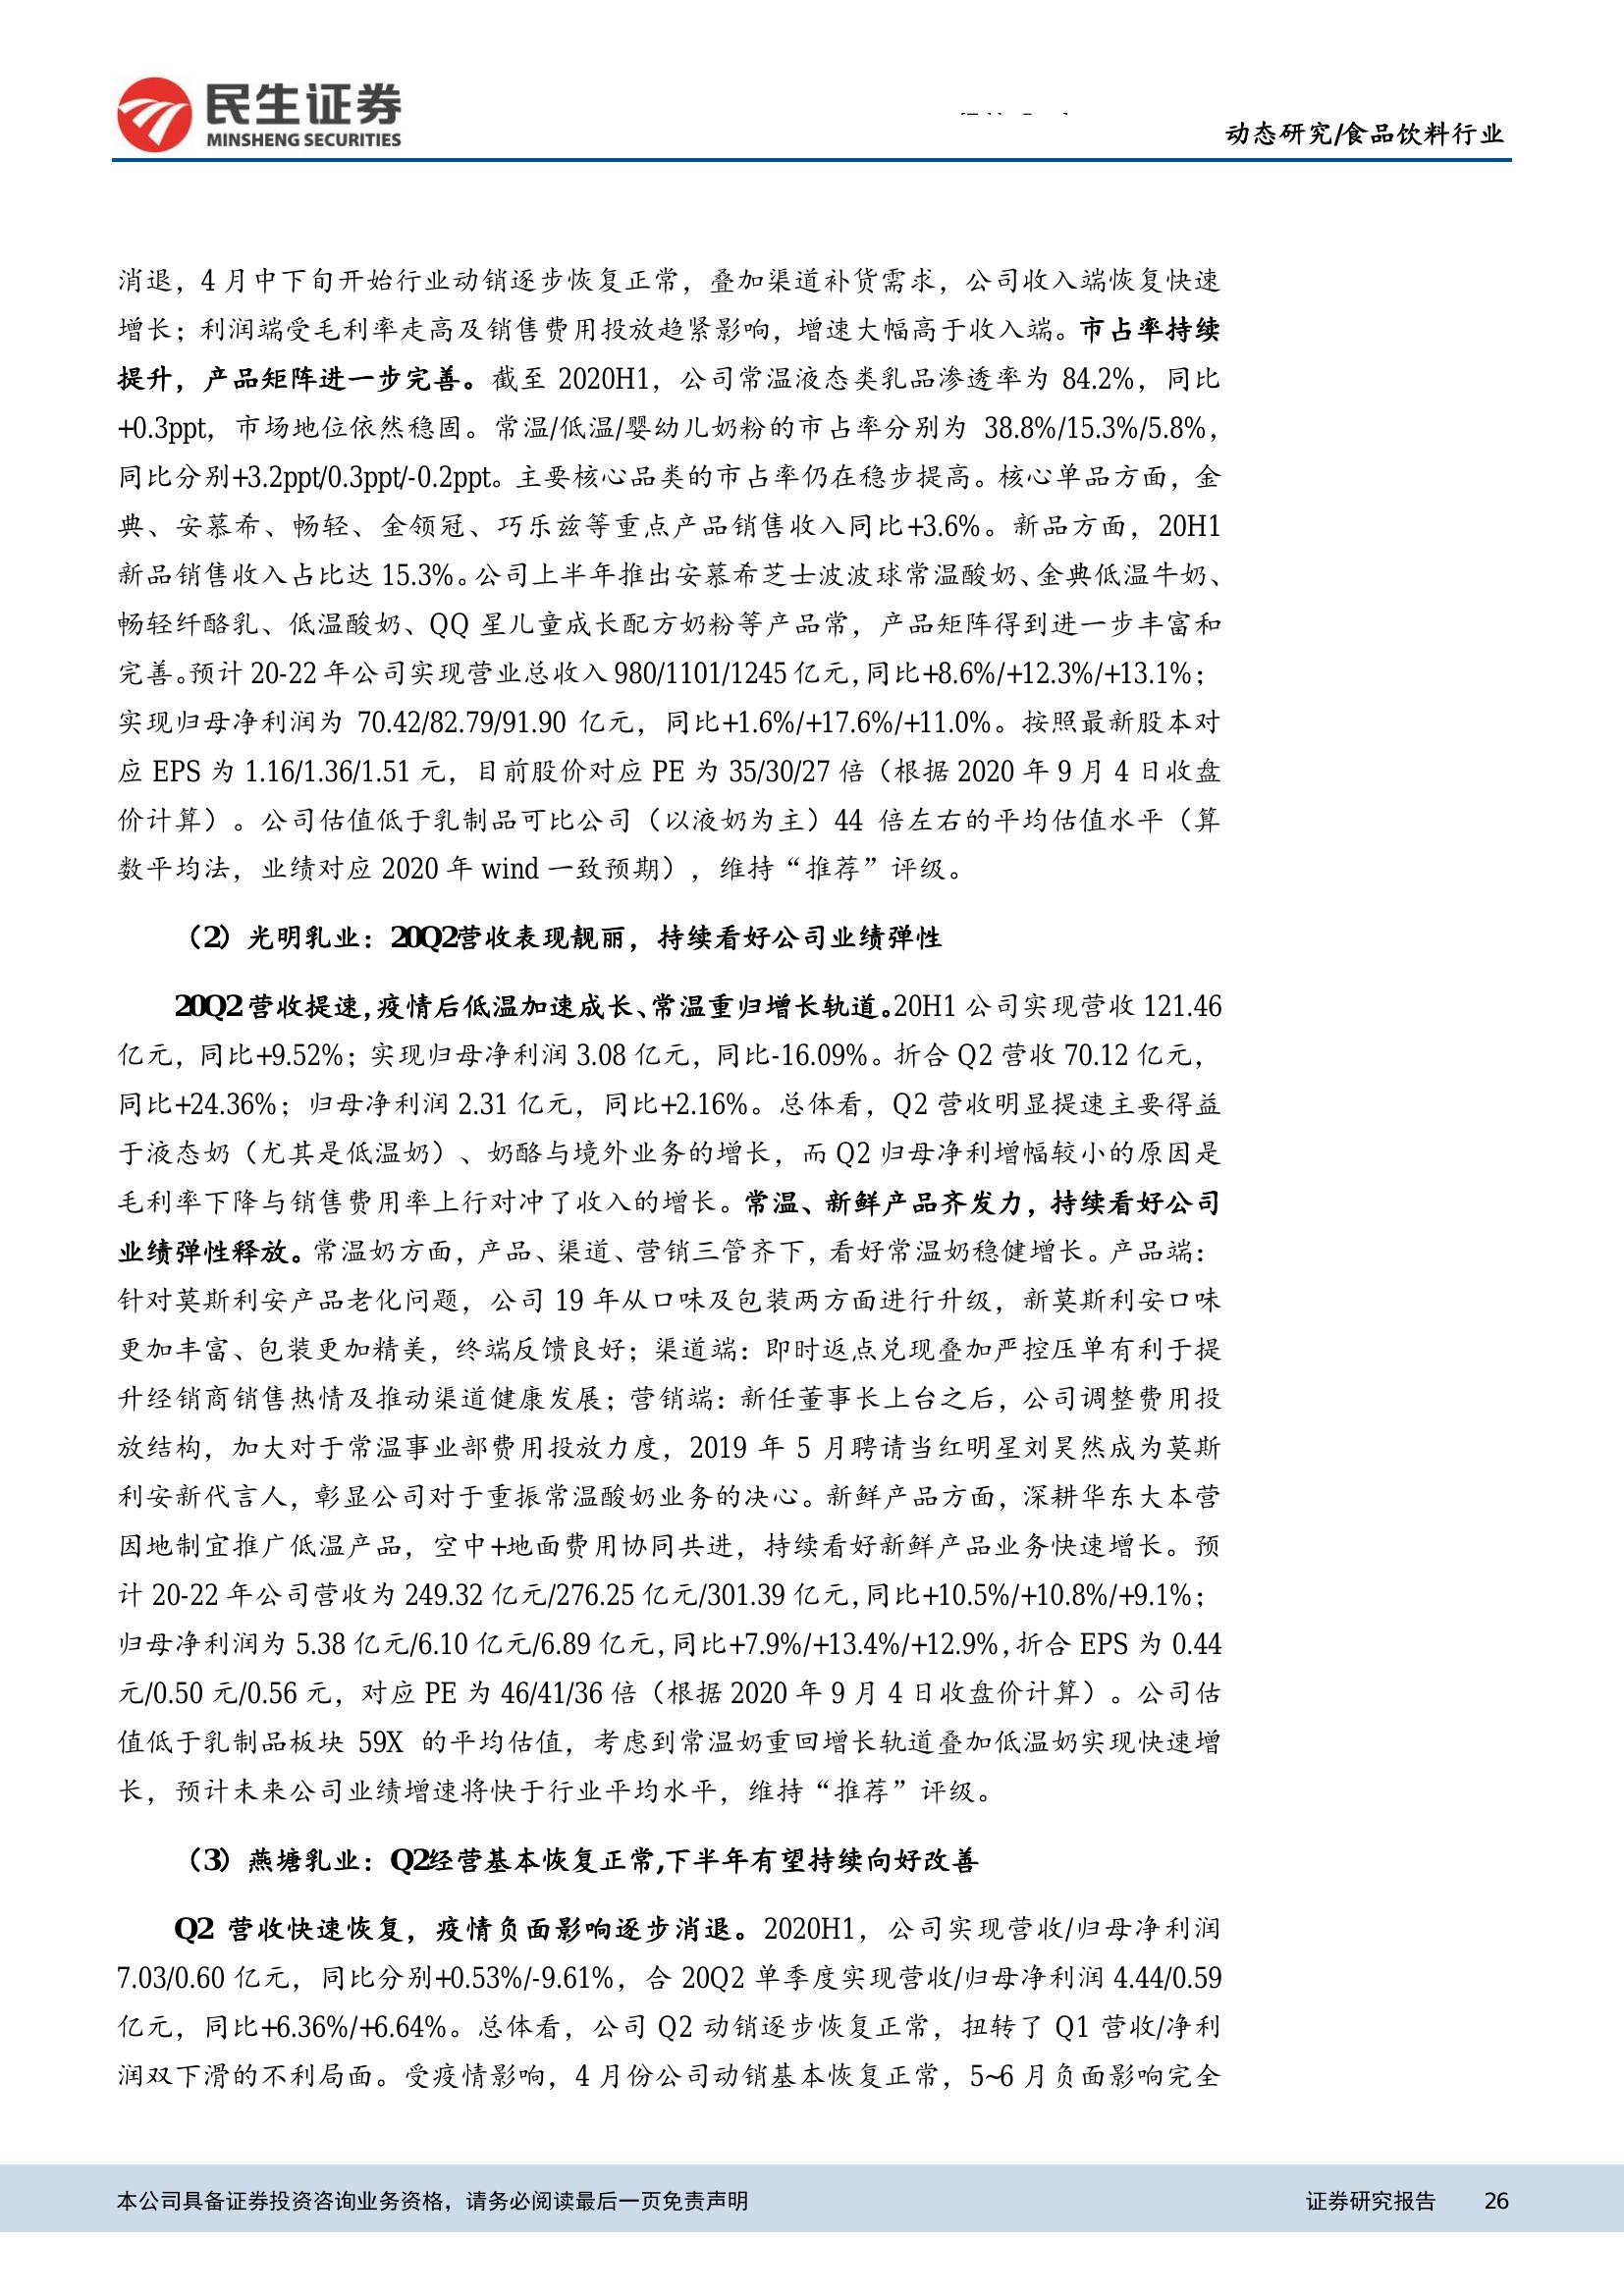 民生证券
MINSHENG SECURITIES
动态研究/食品饮料行业
消退，4 月中下旬开始行业动销逐步恢复正常，叠加渠道补货需求，公司收入端恢复快速
增长；利润端受毛利率走高及销售费用投放趋紧影响，增速大幅高于收入端。市占率持续
提升，产品矩阵进一步完善。截至 2020H1，公司常温液态类乳品渗透率为 84.2%，同比
+0.3ppt，市场地位依然稳固。常温/低温/婴幼儿奶粉的市占率分别为 38.8%/15.3%/5.8%，
同比分别+3.2ppt/0.3ppt/-0.2ppt。主要核心品类的市占率仍在稳步提高。核心单品方面，金
典、安慕希、畅轻、金领冠、巧乐兹等重点产品销售收入同比+3.6%。新品方面，20H1
新品销售收入占比达 15.3%。公司上半年推出安慕希芝士波波球常温酸奶、金典低温牛奶、
畅轻纤酪乳、低温酸奶、QQ 星儿童成长配方奶粉等产品常，产品矩阵得到进一步丰富和
完善。预计 20-22 年公司实现营业总收入 980/1101/1245 亿元，同比+8.6%/+12.3%/+13.1%；
实现归母净利润为 70.42/82.79/91.90 亿元，同比+1.6%/+17.6%/+11.0%。按照最新股本对
应 EPS 为 1.16/1.36/1.51 元，目前股价对应 PE 为 35/30/27 倍（根据 2020 年 9 月 4 日收盘
价计算）。公司估值低于乳制品可比公司（以液奶为主）44 倍左右的平均估值水平（算
数平均法，业绩对应 2020 年 wind 一致预期），维持“推荐”评级。
（2）光明乳业：20Q2营收表现靓丽，持续看好公司业绩弹性
20Q2 营收提速，疫情后低温加速成长、常温重归增长轨道。20H1 公司实现营收 121.46
亿元，同比+9.52%；实现归母净利润 3.08 亿元，同比-16.09%。折合 Q2 营收 70.12 亿元，
同比+24.36%；归母净利润 2.31 亿元，同比+2.16%。总体看，Q2 营收明显提速主要得益
于液态奶（尤其是低温奶）、奶酪与境外业务的增长，而 Q2 归母净利增幅较小的原因是
毛利率下降与销售费用率上行对冲了收入的增长。常温、新鲜产品齐发力，持续看好公司
业绩弹性释放。常温奶方面，产品、渠道、营销三管齐下，看好常温奶稳健增长。产品端：
针对莫斯利安产品老化问题，公司 19 年从口味及包装两方面进行升级，新莫斯利安口味
更加丰富、包装更加精美，终端反馈良好；渠道端：即时返点兑现叠加严控压单有利于提
升经销商销售热情及推动渠道健康发展；营销端：新任董事长上台之后，公司调整费用投
放结构，加大对于常温事业部费用投放力度，2019 年 5 月聘请当红明星刘昊然成为莫斯
利安新代言人，彰显公司对于重振常温酸奶业务的决心。新鲜产品方面，深耕华东大本营
因地制宜推广低温产品，空中+地面费用协同共进，持续看好新鲜产品业务快速增长。预
计 20-22 年公司营收为 249.32 亿元/276.25 亿元/301.39 亿元，同比+10.5%/+10.8%/+9.1%；
归母净利润为 5.38 亿元/6.10 亿元/6.89 亿元，同比+7.9%/+13.4%/+12.9%，折合 EPS 为 0.44
元/0.50 元/0.56 元，对应 PE 为 46/41/36 倍（根据 2020 年 9 月 4 日收盘价计算）。公司估
值低于乳制品板块 59X 的平均估值，考虑到常温奶重回增长轨道叠加低温奶实现快速增
长，预计未来公司业绩增速将快于行业平均水平，维持“推荐”评级。
（3）燕塘乳业：Q2经营基本恢复正常,下半年有望持续向好改善
Q2 营收快速恢复，疫情负面影响逐步消退。2020H1，公司实现营收/归母净利润
7.03/0.60 亿元，同比分别+0.53%/-9.61%，合 20Q2 单季度实现营收/归母净利润 4.44/0.59
亿元，同比+6.36%/+6.64%。总体看，公司 Q2 动销逐步恢复正常，扭转了 Q1 营收/净利
润双下滑的不利局面。受疫情影响，4 月份公司动销基本恢复正常，5~6 月负面影响完全
本公司具备证券投资咨询业务资格，请务必阅读最后一页免责声明
证券研究报告 26